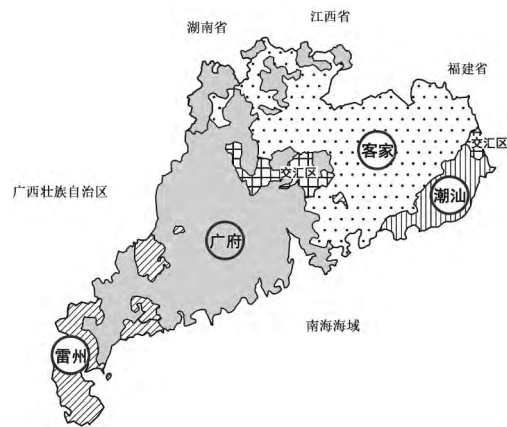 江西省
湖南省
福建省
交汇区
客家
交汇区
广西壮族自治区
潮汕
广府
南海海域
雷州